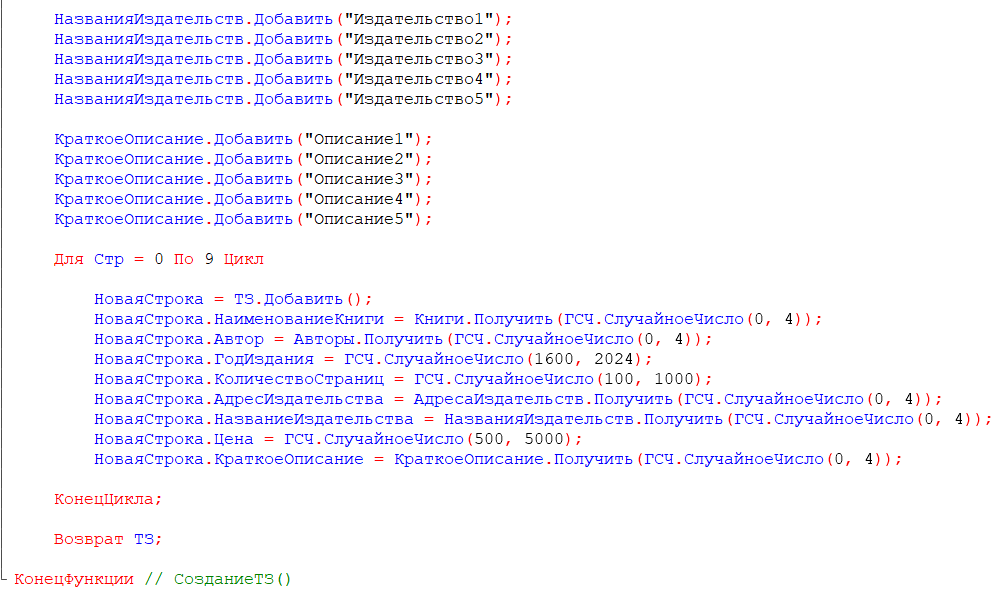 НазванияИздательств.Добавить("Издательство1");
НазванияИздательств.Добавить("Издательство2");
НазванияИздательств.Добавить("Издательство3");
НазванияИздательств.Добавить("Издательство4");
НазванияИздательств.Добавить("Издательство5");
КраткоеОписание.Добавить("Описание1");
КраткоеОписание.Добавить("Описание2");
КраткоеОписание.Добавить("Описание3");
КраткоеОписание.Добавить("Описание4");
КраткоеОписание.Добавить("Описание5");
Для Стр = 0 По 9 Цикл
НоваяСтрока = ТЗ.Добавить();
НоваяСтрока.НаименованиеКниги = Книги.Получить(ГСЧ.СлучайноеЧисло(0, 4));
НоваяСтрока.Автор = Авторы.Получить(ГСЧ.СлучайноеЧисло(0, 4));
НоваяСтрока.ГодИздания = ГСЧ.СлучайноеЧисло(1600, 2024);
НоваяСтрока.КоличествоСтраниц = ГСЧ.СлучайноеЧисло(100, 1000);
НоваяСтрока.АдресИздательства = АдресаИздательств.Получить(ГСЧ.СлучайноеЧисло(0, 4));
НоваяСтрока.НазваниеИздательства = НазванияИздательств.Получить(ГСЧ.СлучайноеЧисло(0, 4));
НоваяСтрока.Цена = ГСЧ.СлучайноеЧисло(500, 5000);
НоваяСтрока.КраткоеОписание = КраткоеОписание.Получить(ГСЧ.СлучайноеЧисло(0, 4));
КонецЦикла;
Возврат ТЗ;
КонецФункции // СозданиеТЗ()